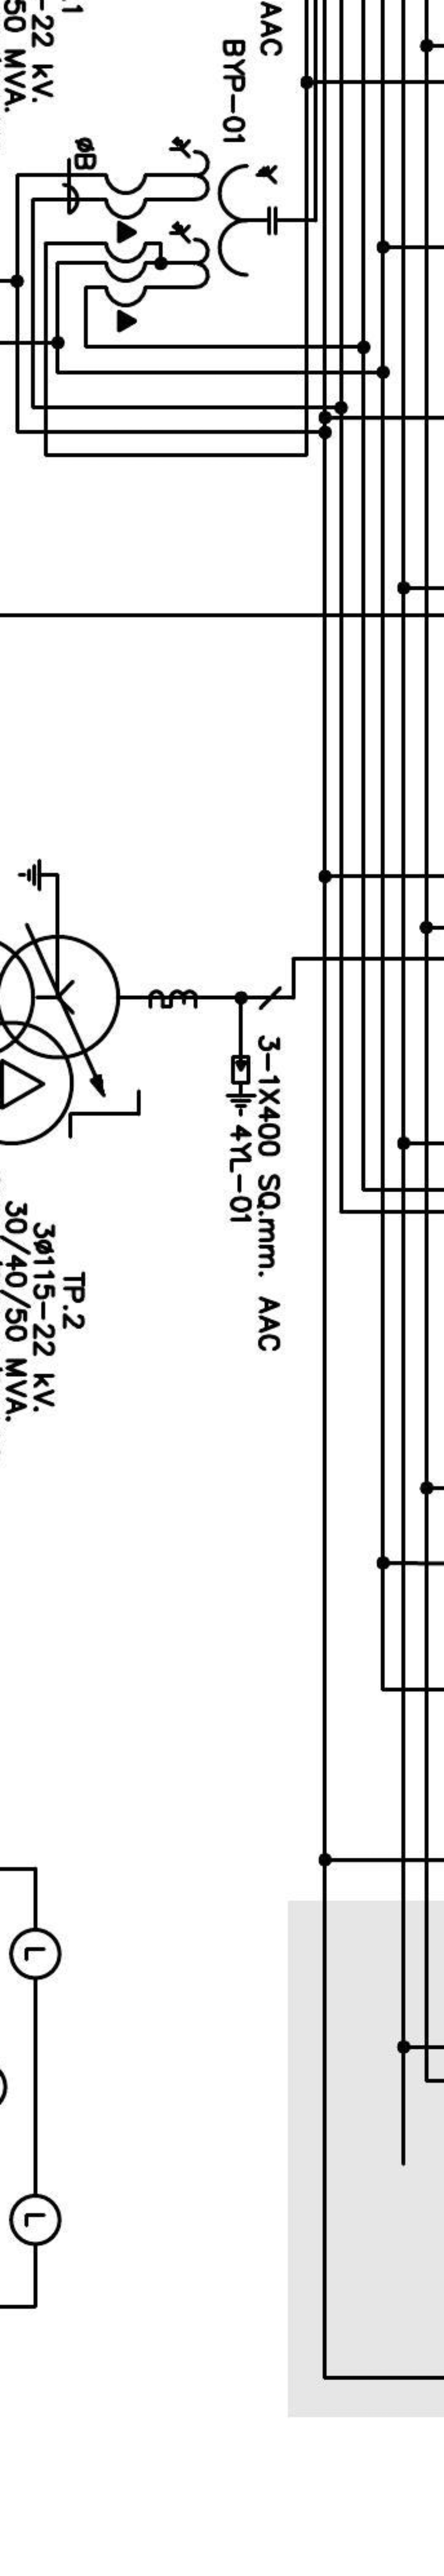 .1
-22 kV.
50 MVA.
AAC
BYP-01
øB
3-1X400 SQ.mm. AAC
4YL-01
TP.2
3ø115-22 kV.
30/40/50 MVA.
L
L